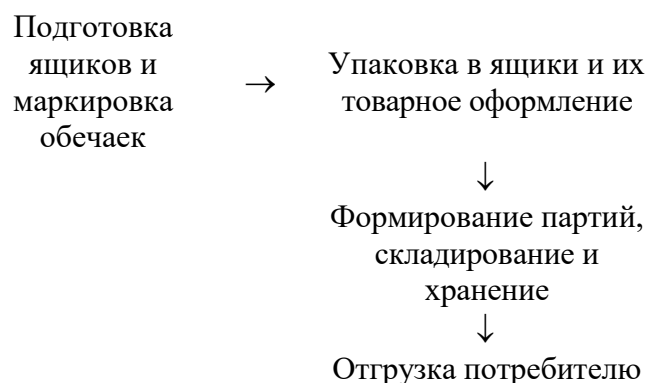 Подготовка
ящиков и
маркировка
обечаек
→
Упаковка в ящики и их
товарное оформление
↓
Формирование партий,
складирование и
хранение
↓
Отгрузка потребителю